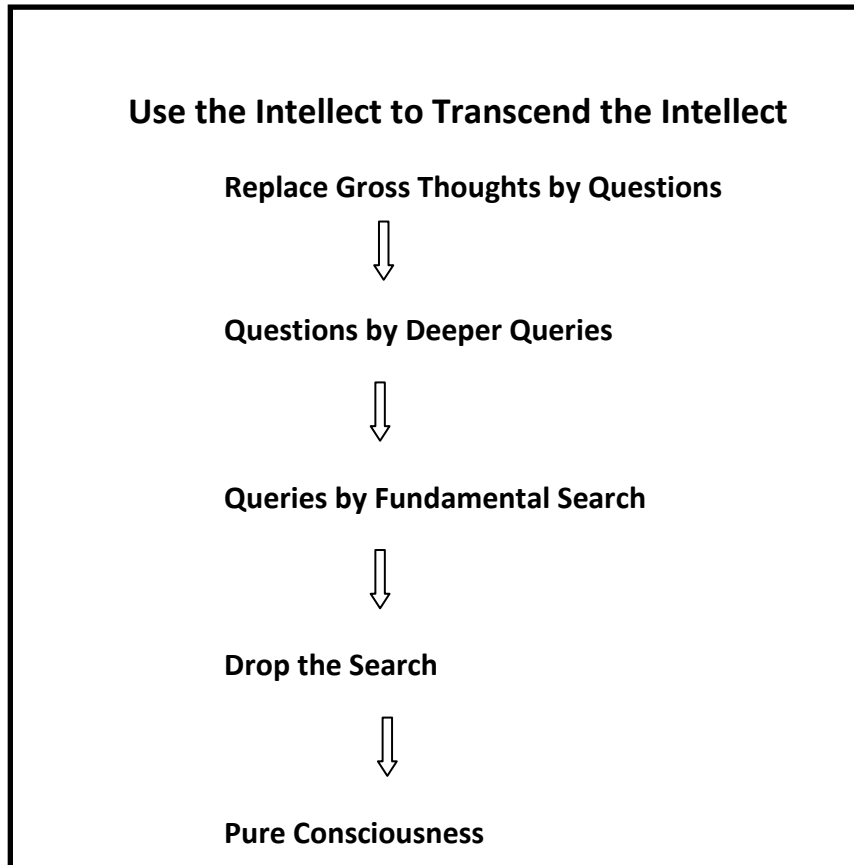 Use the Intellect to Transcend the Intellect
Replace Gross Thoughts by Questions
Questions by Deeper Queries
Queries by Fundamental Search
Drop the Search
Pure Consciousness